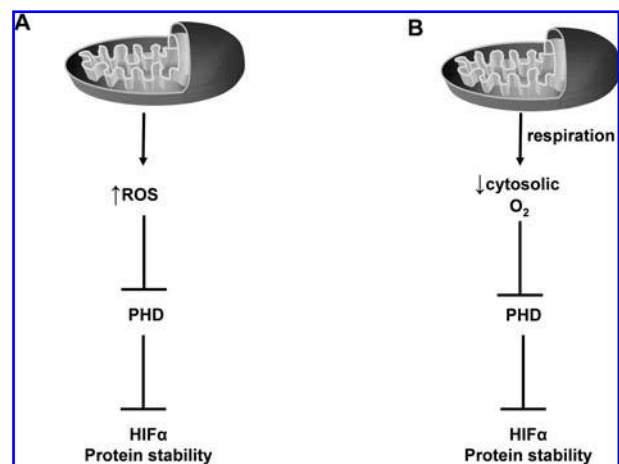 A
↑ROS
PHD
HIFα
Protein stability
B
respiration
↓cytosolic
O₂
PHD
HIFα
Protein stability